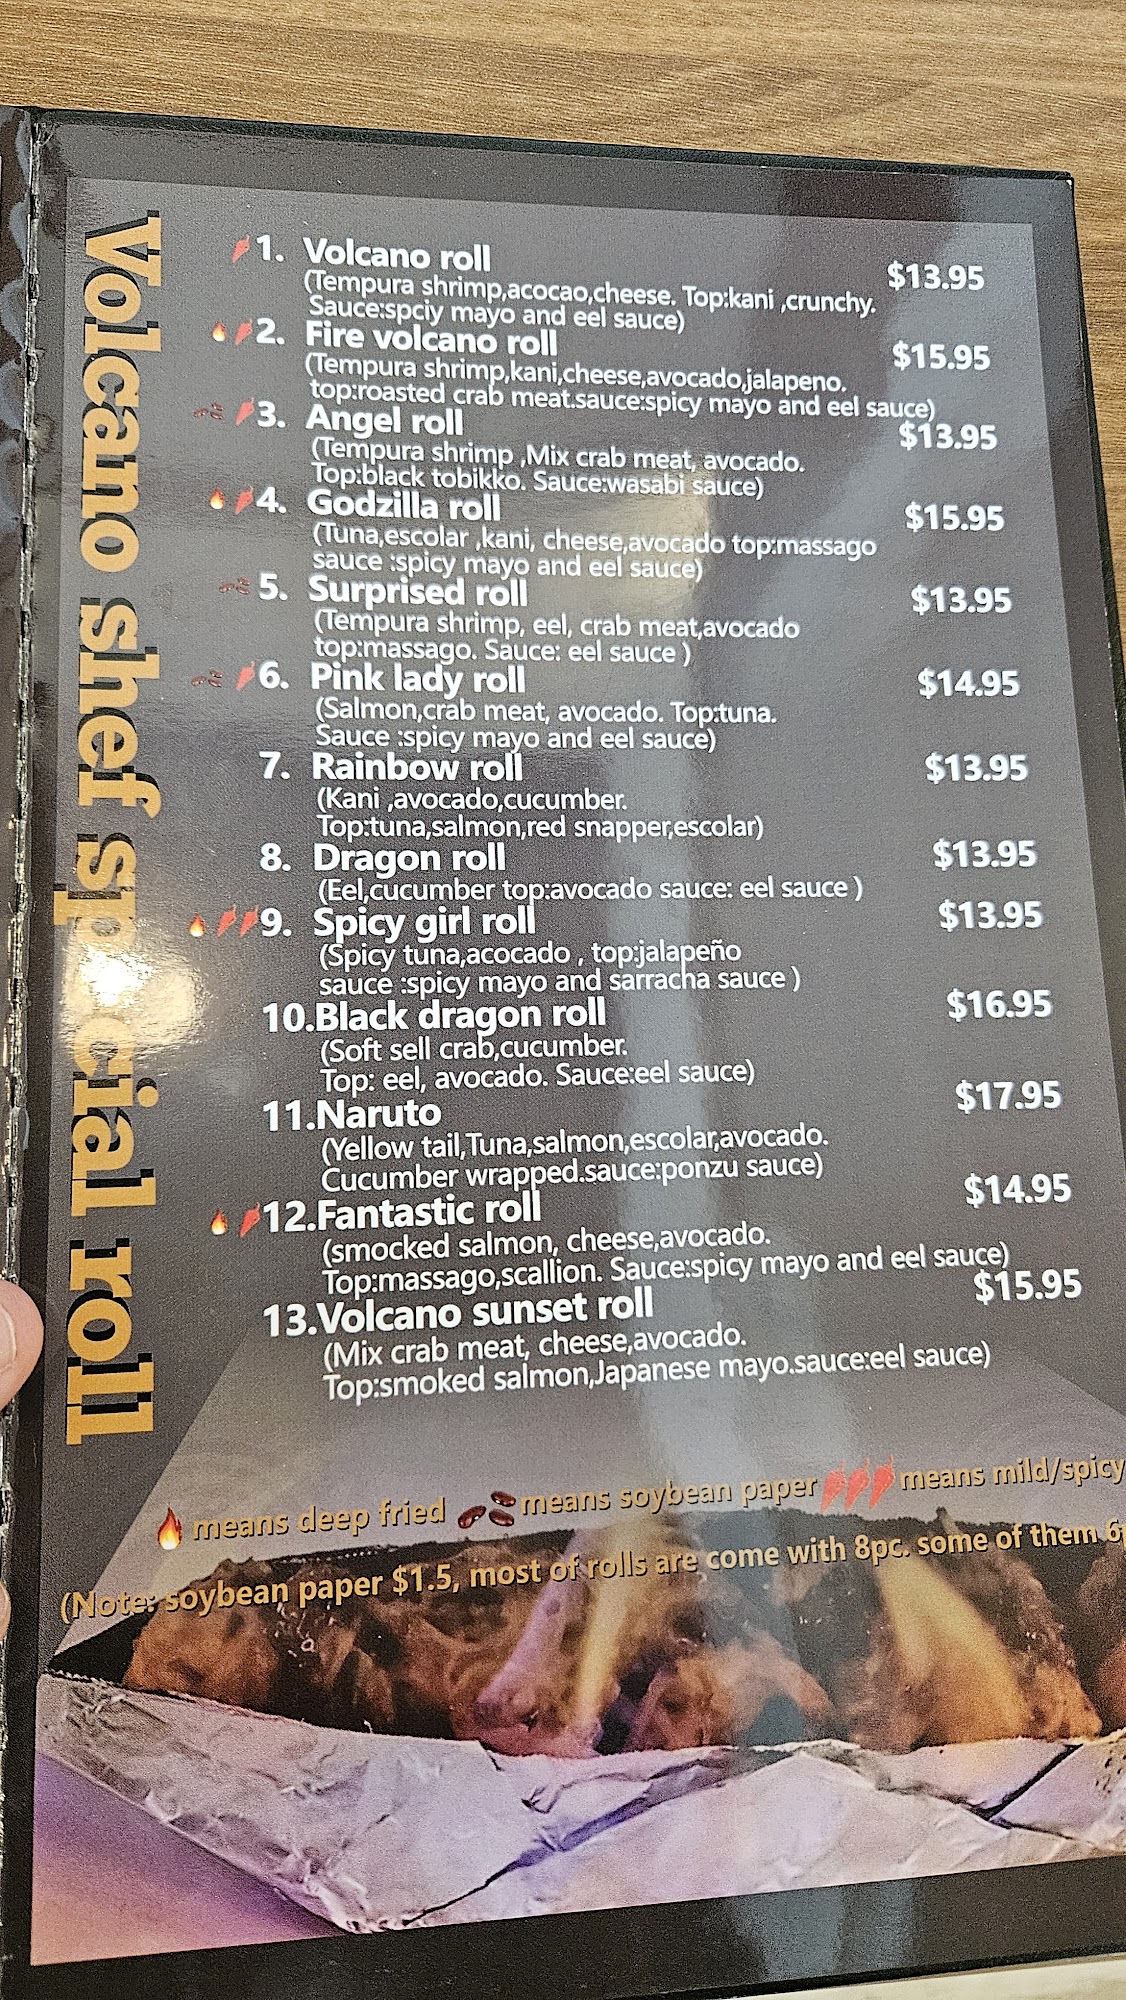 Volcano shef special roll
1. Volcano roll $13.95
(Tempura shrimp,acocao,cheese. Top:kani ,crunchy.
Sauce:spciy mayo and eel sauce)
2. Fire volcano roll $15.95
(Tempura shrimp,kani,cheese,avocado,jalapeno.
top:roasted crab meat.sauce:spicy mayo and eel sauce)
3. Angel roll $13.95
(Tempura shrimp ,Mix crab meat, avocado.
Top:black tobikko. Sauce:wasabi sauce)
4. Godzilla roll $15.95
(Tuna,escolar ,kani, cheese,avocado top:massago
sauce :spicy mayo and eel sauce)
5. Surprised roll $13.95
(Tempura shrimp, eel, crab meat,avocado
top:massago. Sauce: eel sauce )
6. Pink lady roll $14.95
(Salmon,crab meat, avocado. Top:tuna.
Sauce :spicy mayo and eel sauce)
7. Rainbow roll $13.95
(Kani ,avocado,cucumber.
Top:tuna,salmon,red snapper,escolar)
8. Dragon roll $13.95
(Eel,cucumber top:avocado sauce: eel sauce )
9. Spicy girl roll $13.95
(Spicy tuna,acocado , top:jalapeño
sauce :spicy mayo and sarracha sauce )
10.Black dragon roll $16.95
(Soft sell crab,cucumber.
Top: eel, avocado. Sauce:eel sauce)
11.Naruto $17.95
(Yellow tail,Tuna,salmon,escolar,avocado.
Cucumber wrapped.sauce:ponzu sauce)
12.Fantastic roll $14.95
(smocked salmon, cheese,avocado.
Top:massago,scallion. Sauce:spicy mayo and eel sauce)
13.Volcano sunset roll $15.95
(Mix crab meat, cheese,avocado.
Top:smoked salmon,Japanese mayo.sauce:eel sauce)
means deep fried means soybean paper means mild/spicy
(Note: soybean paper $1.5, most of rolls are come with 8pc. some of them